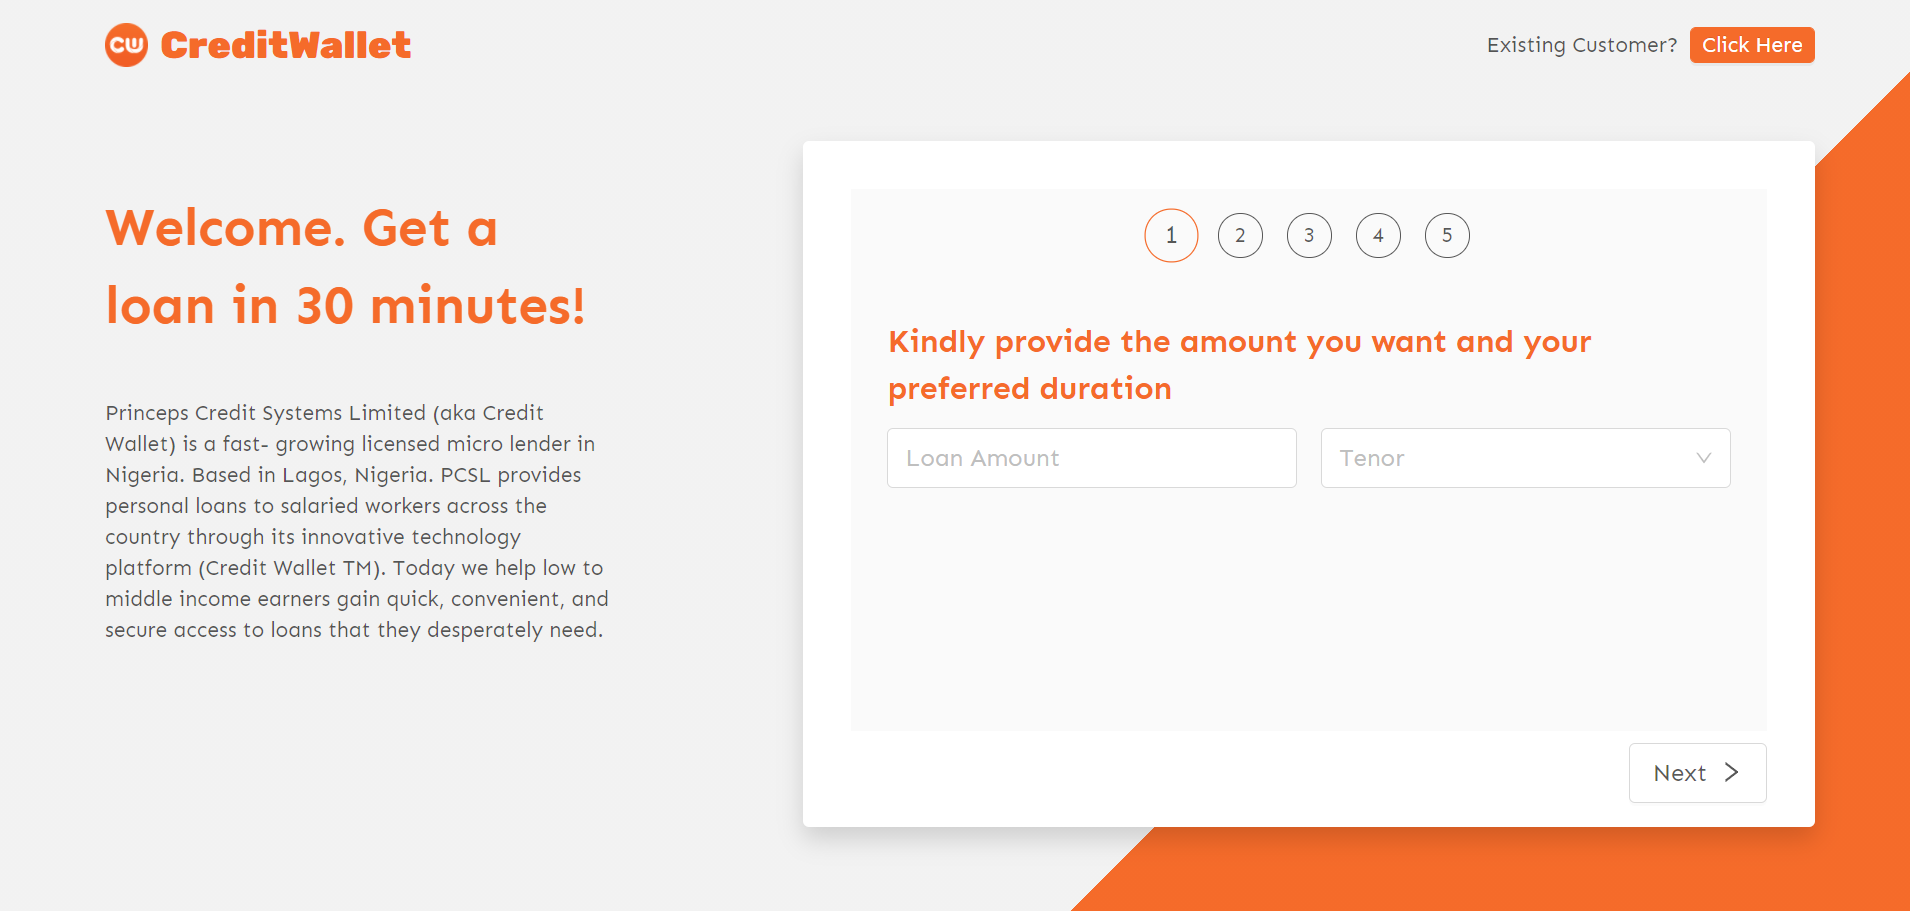 CW CreditWallet
Existing Customer? Click Here
Welcome. Get a
loan in 30 minutes!
Princeps Credit Systems Limited (aka Credit
Wallet) is a fast- growing licensed micro lender in
Nigeria. Based in Lagos, Nigeria. PCSL provides
personal loans to salaried workers across the
country through its innovative technology
platform (Credit Wallet TM). Today we help low to
middle income earners gain quick, convenient, and
secure access to loans that they desperately need.
1 2 3 4 5
Kindly provide the amount you want and your
preferred duration
Loan Amount
Tenor
Next